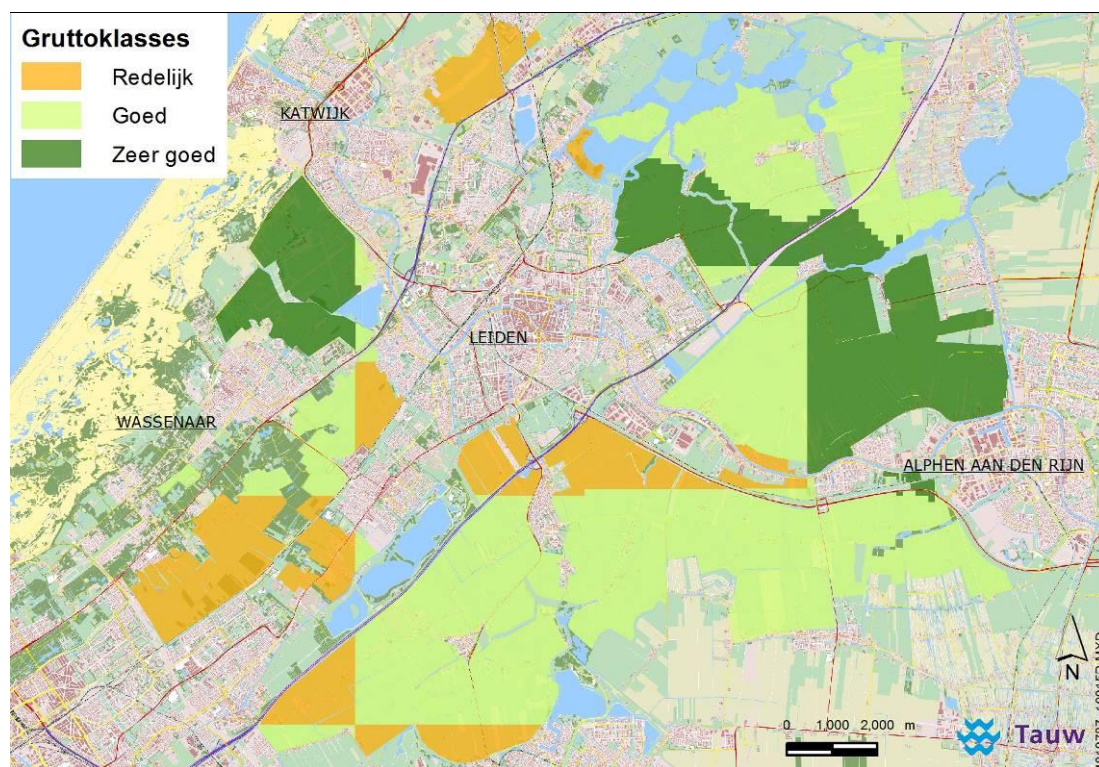 Gruttoklasses
Redelijk
Goed
Zeer goed
KATWIJK
LEIDEN
WASSENAAR
ALPHEN AAN DEN RIJN
N
0 1,000 2,000 m
Tauw